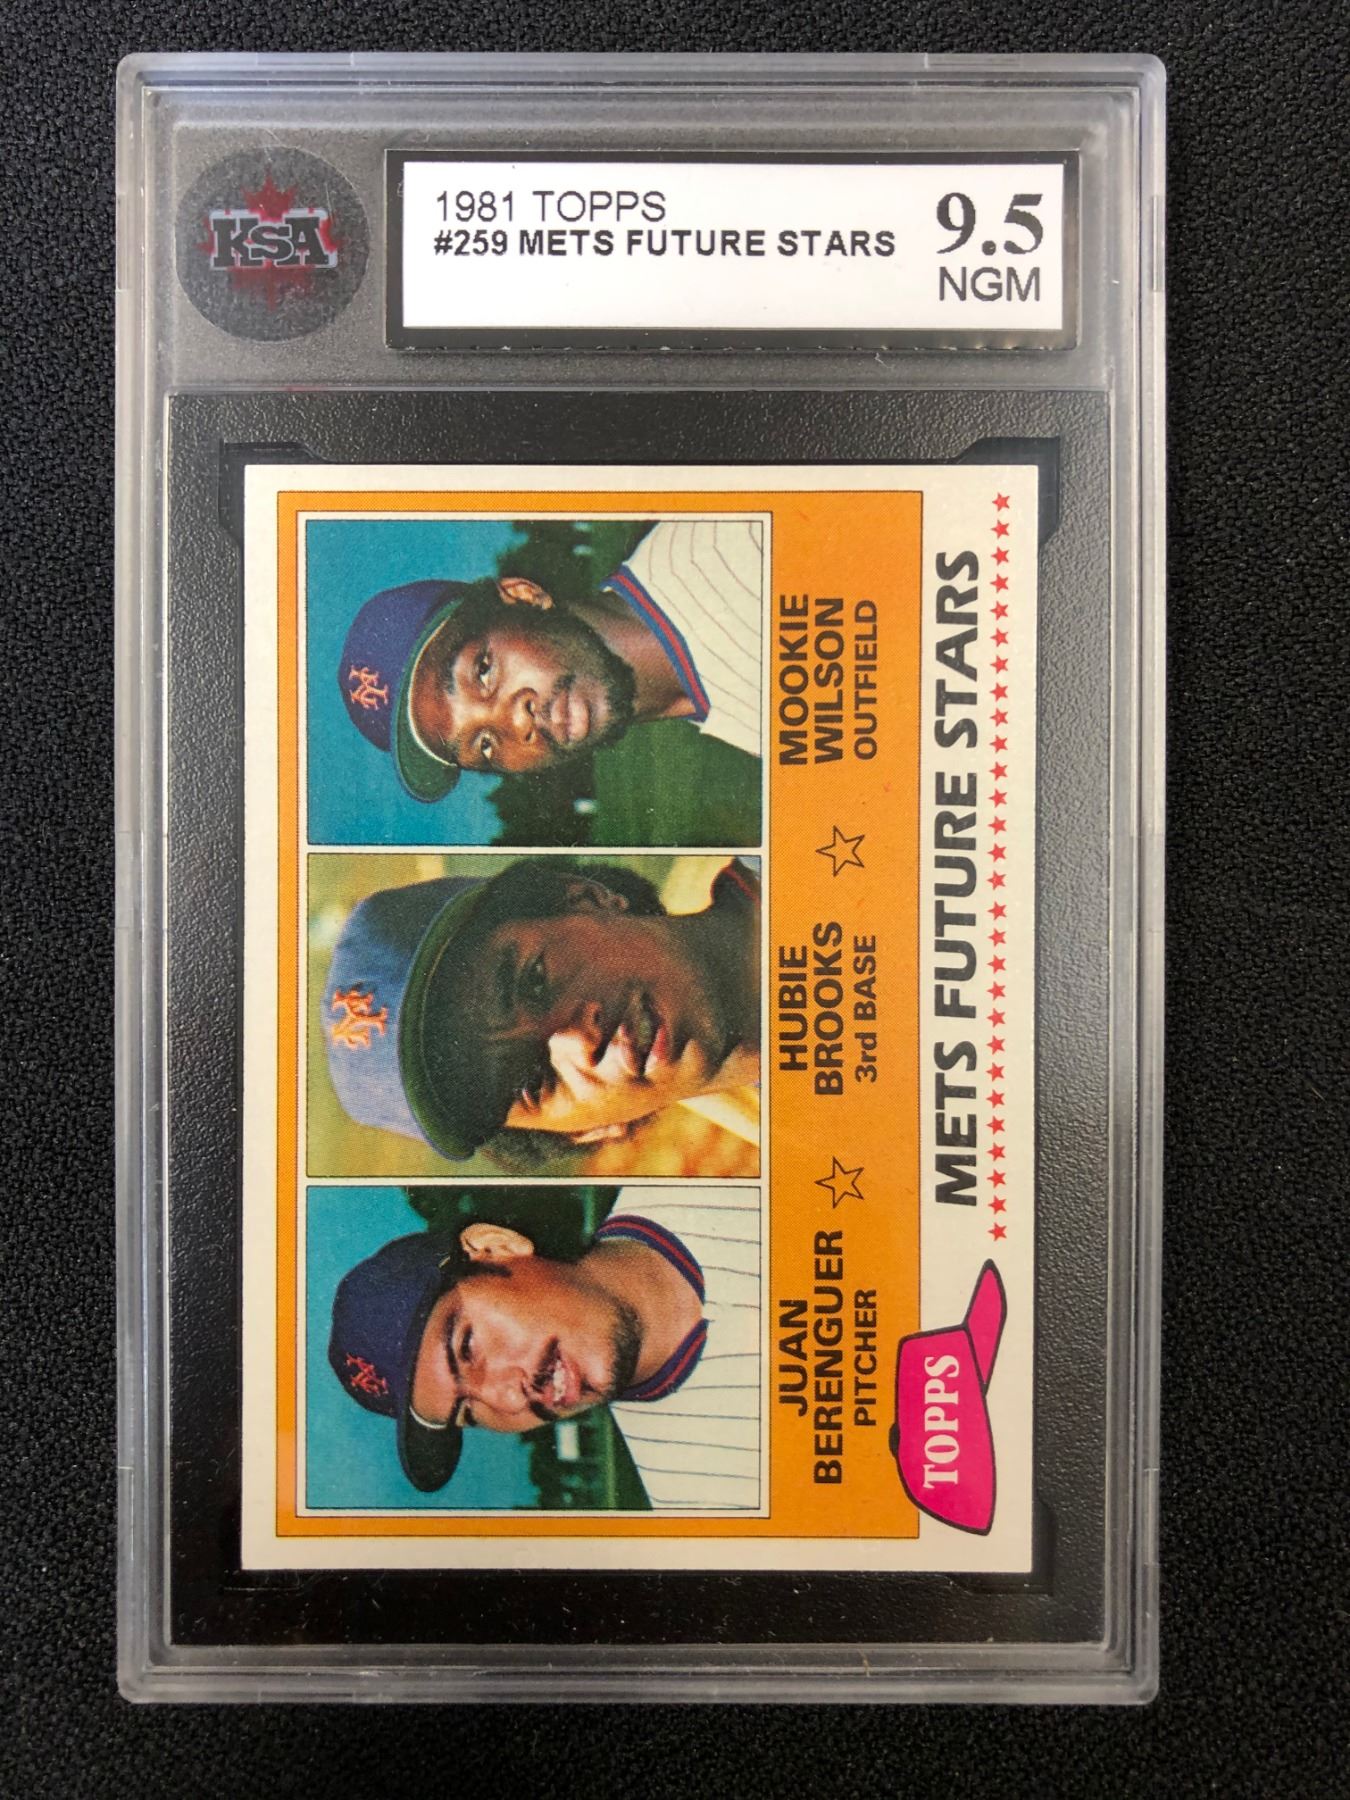 KSA
1981 TOPPS
#259 METS FUTURE STARS
9.5
NGM
JUAN
BERENGUER
PITCHER
HUBIE
BROOKS
3rd BASE
MOOKIE
WILSON
OUTFIELD
TOPPS
METS FUTURE STARS